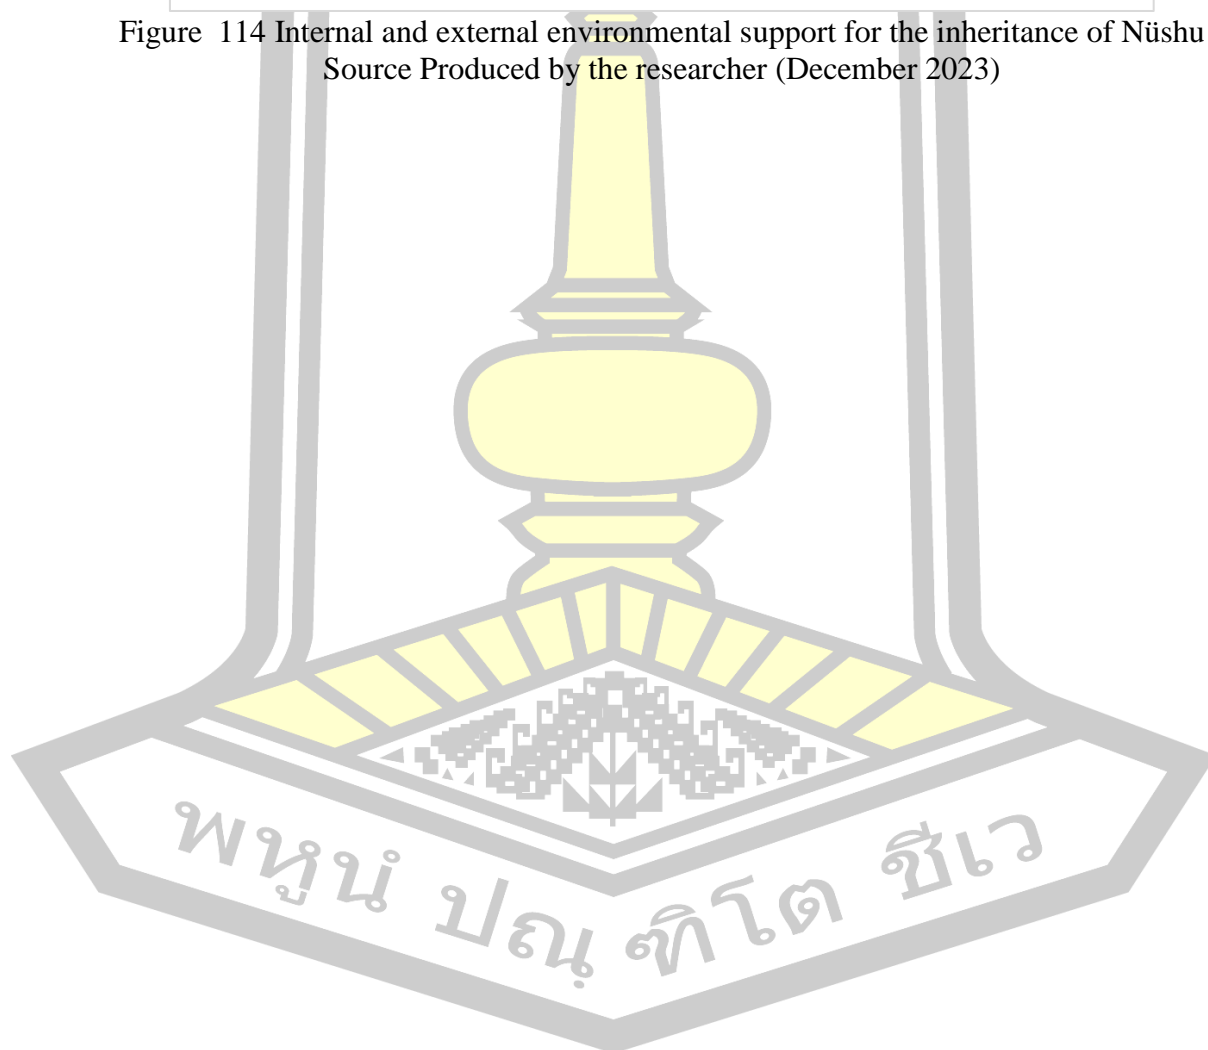 Figure  114 Internal and external environmental support for the inheritance of Nüshu
Source Produced by the researcher (December 2023)
พหูนํ ปณฺฑิโต ชีเว